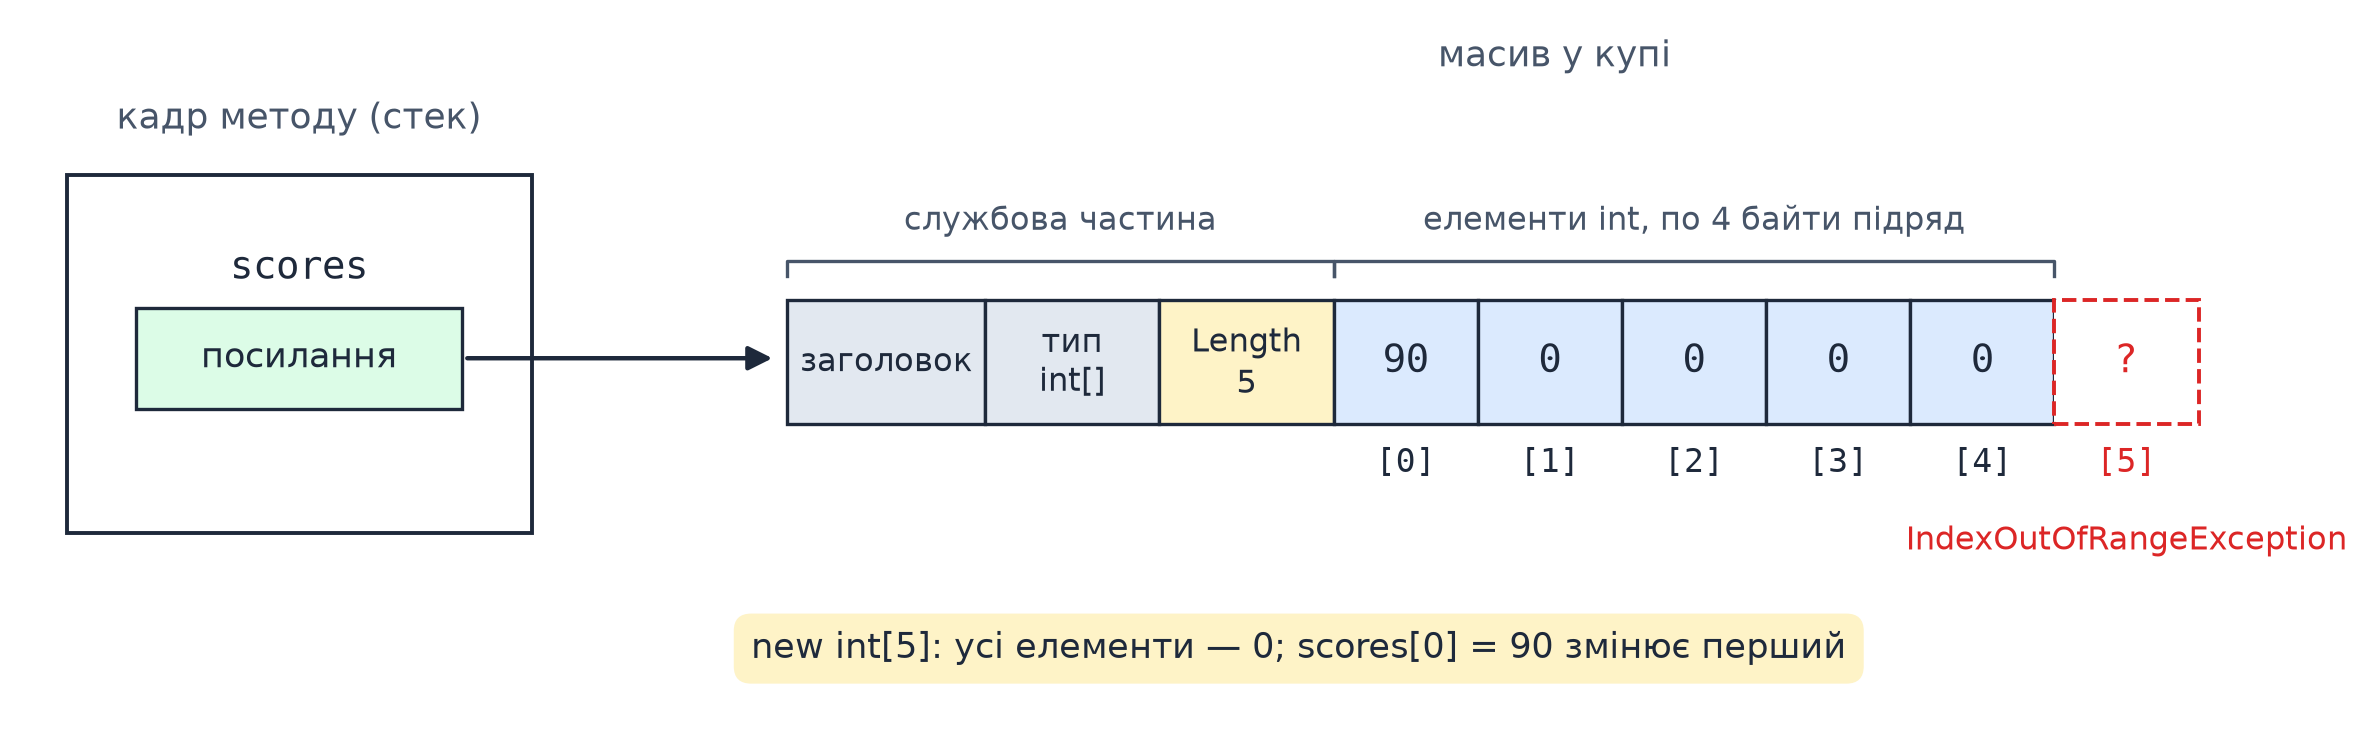 масив у купі
кадр методу (стек)
службова частина
елементи int, по 4 байти підряд
scores
посилання
заголовок
тип
int[]
Length
5
90
0
0
0
0
?
[0]
[1]
[2]
[3]
[4]
[5]
IndexOutOfRangeException
new int[5]: усі елементи — 0; scores[0] = 90 змінює перший